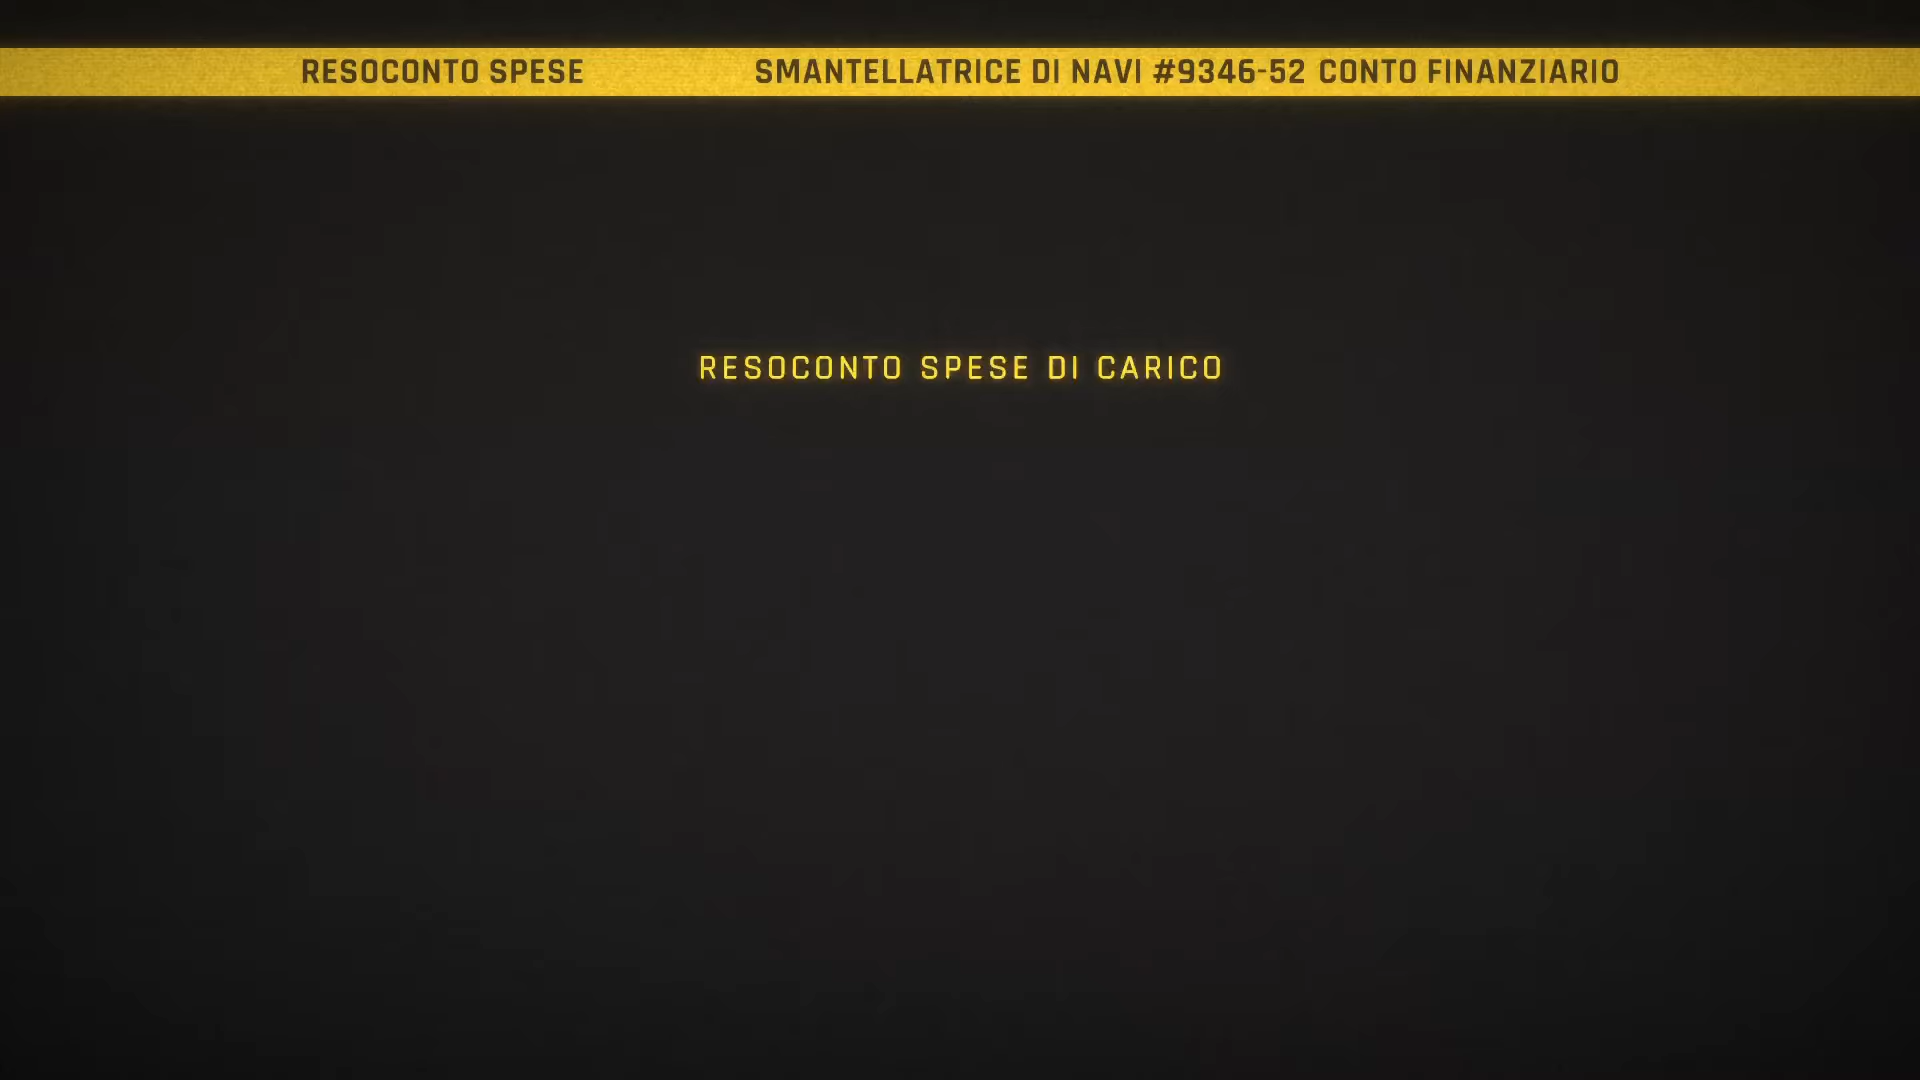 RESOCONTO SPESE SMANTELLATRICE DI NAVI #9346-52 CONTO FINANZIARIO
RESOCONTO SPESE DI CARICO